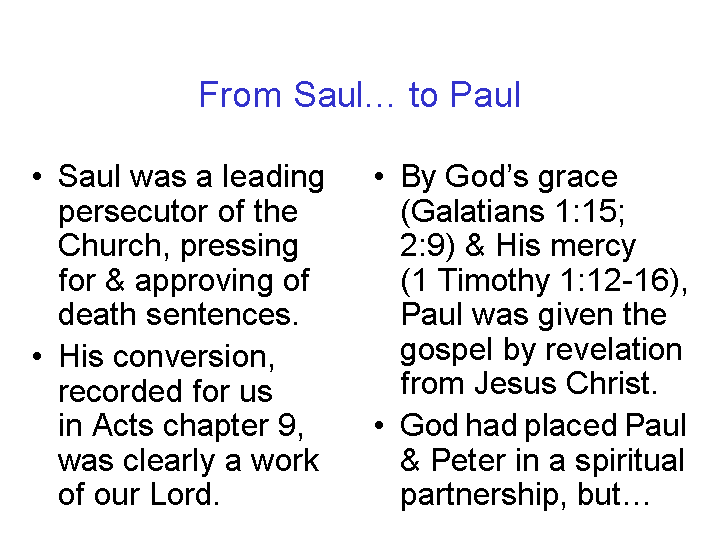 From Saul… to Paul
• Saul was a leading
persecutor of the
Church, pressing
for & approving of
death sentences.
• His conversion,
recorded for us
in Acts chapter 9,
was clearly a work
of our Lord.
• By God’s grace
(Galatians 1:15;
2:9) & His mercy
(1 Timothy 1:12-16),
Paul was given the
gospel by revelation
from Jesus Christ.
• God had placed Paul
& Peter in a spiritual
partnership, but…